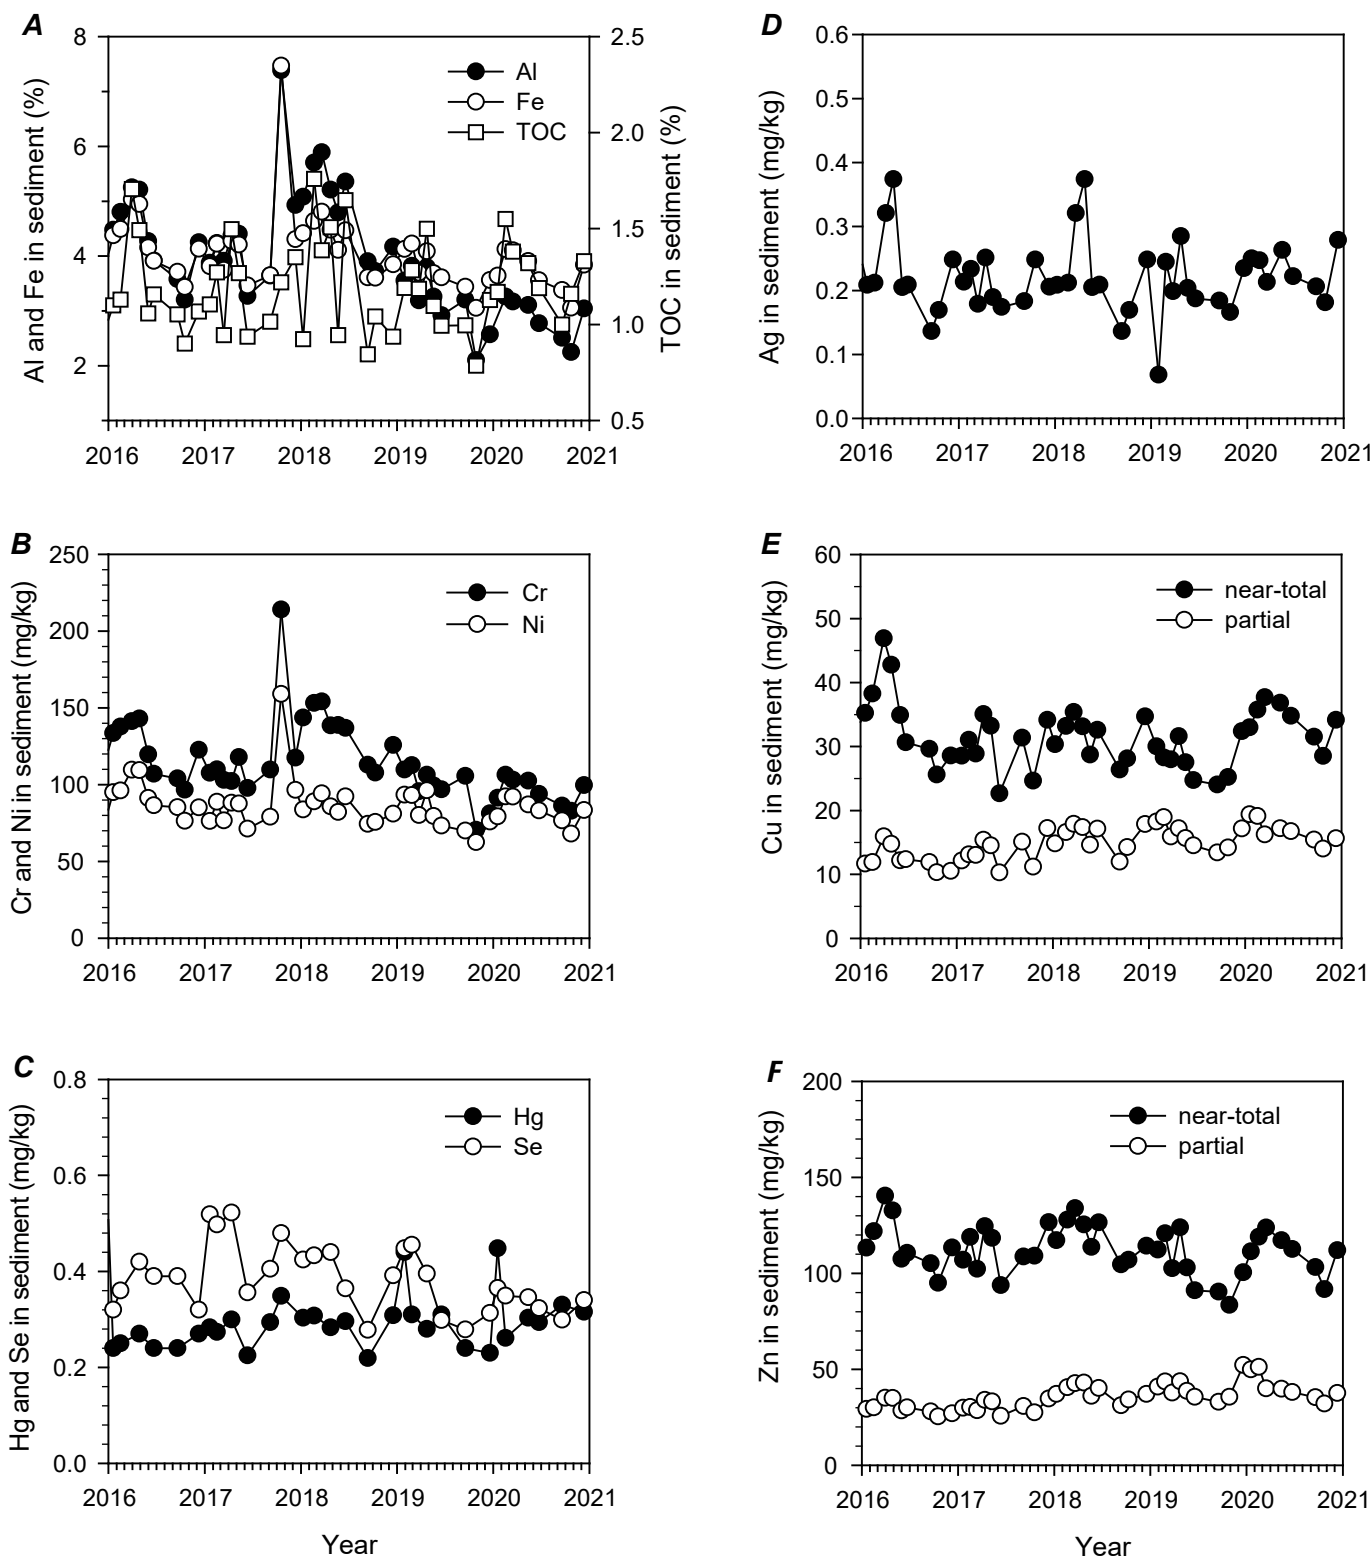 A
Al and Fe in sediment (%)
8
6
4
2
2.5
2.0
1.5
1.0
0.5
TOC in sediment (%)
Al
Fe
TOC
2016 2017 2018 2019 2020 2021
D
Ag in sediment (mg/kg)
0.6
0.5
0.4
0.3
0.2
0.1
0.0
2016 2017 2018 2019 2020 2021
B
Cr and Ni in sediment (mg/kg)
250
200
150
100
50
0
Cr
Ni
2016 2017 2018 2019 2020 2021
E
Cu in sediment (mg/kg)
60
50
40
30
20
10
0
near-total
partial
2016 2017 2018 2019 2020 2021
C
Hg and Se in sediment (mg/kg)
0.8
0.6
0.4
0.2
0.0
Hg
Se
2016 2017 2018 2019 2020 2021
Year
F
Zn in sediment (mg/kg)
200
150
100
50
0
near-total
partial
2016 2017 2018 2019 2020 2021
Year